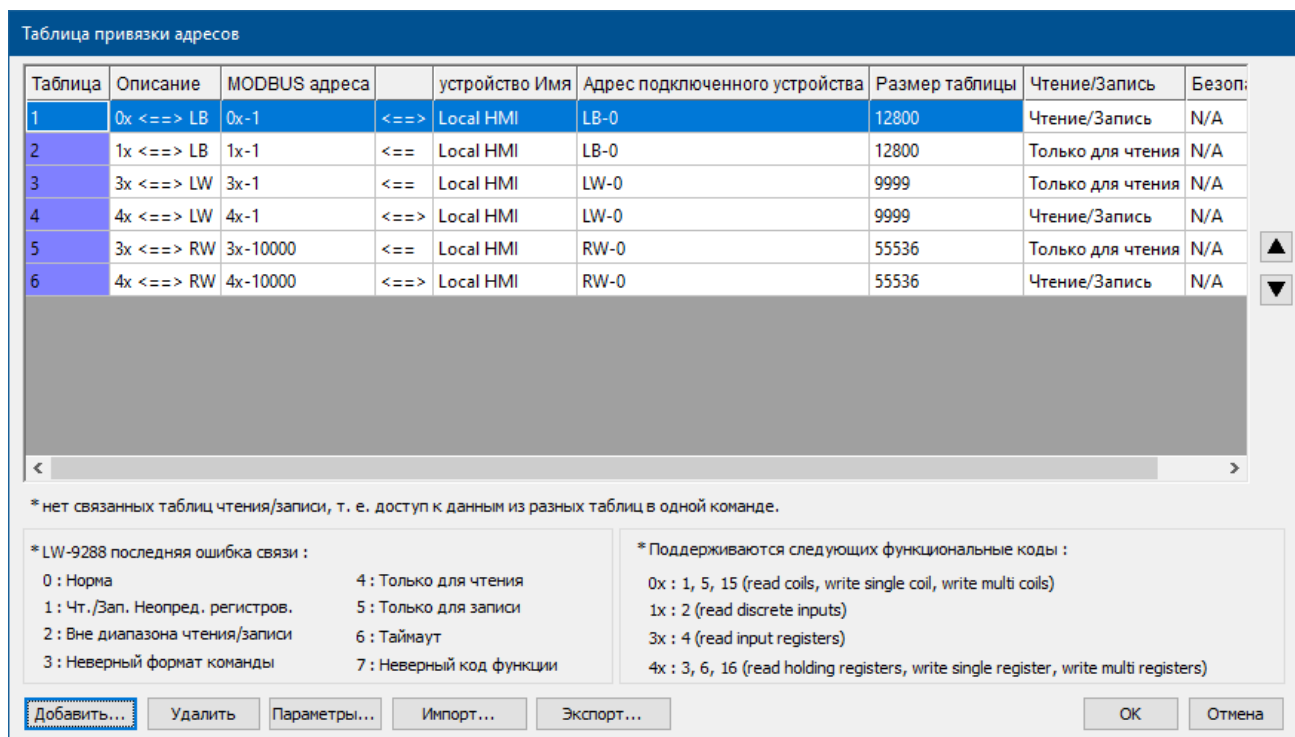 Таблица привязки адресов
Таблица Описание MODBUS адреса устройство Имя Адрес подключенного устройства Размер таблицы Чтение/Запись Безопа
1 0x <==> LB 0x-1 <==> Local HMI LB-0 12800 Чтение/Запись N/A
2 1x <==> LB 1x-1 <== Local HMI LB-0 12800 Только для чтения N/A
3 3x <==> LW 3x-1 <== Local HMI LW-0 9999 Только для чтения N/A
4 4x <==> LW 4x-1 <==> Local HMI LW-0 9999 Чтение/Запись N/A
5 3x <==> RW 3x-10000 <== Local HMI RW-0 55536 Только для чтения N/A
6 4x <==> RW 4x-10000 <==> Local HMI RW-0 55536 Чтение/Запись N/A
* нет связанных таблиц чтения/записи, т. е. доступ к данным из разных таблиц в одной команде.
* LW-9288 последняя ошибка связи :
0 : Норма
1 : Чт./Зап. Неопред. регистров.
2 : Вне диапазона чтения/записи
3 : Неверный формат команды
4 : Только для чтения
5 : Только для записи
6 : Таймаут
7 : Неверный код функции
* Поддерживаются следующих функциональные коды :
0x : 1, 5, 15 (read coils, write single coil, write multi coils)
1x : 2 (read discrete inputs)
3x : 4 (read input registers)
4x : 3, 6, 16 (read holding registers, write single register, write multi registers)
Добавить... Удалить Параметры... Импорт... Экспорт... OK Отмена